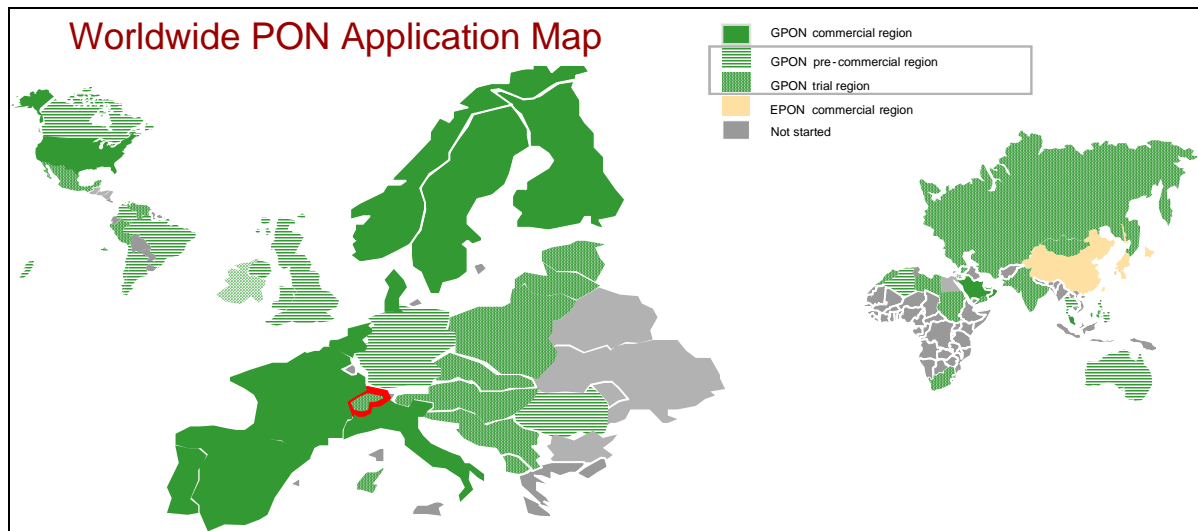 Worldwide PON Application Map
GPON commercial region
GPON pre-commercial region
GPON trial region
EPON commercial region
Not started